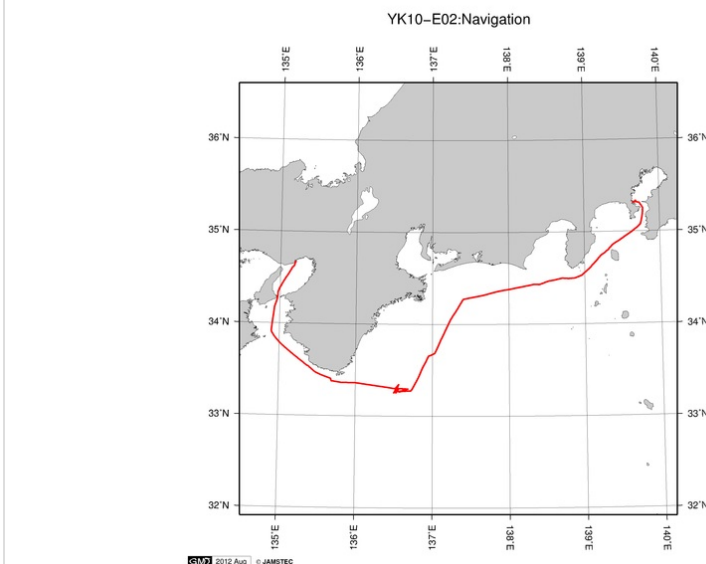 YK10−E02:Navigation
135˚E 136˚E 137˚E 138˚E 139˚E 140˚E
36˚N 36˚N
35˚N 35˚N
34˚N 34˚N
33˚N 33˚N
32˚N 32˚N
135˚E 136˚E 137˚E 138˚E 139˚E 140˚E
GMD 2012 Aug © JAMSTEC